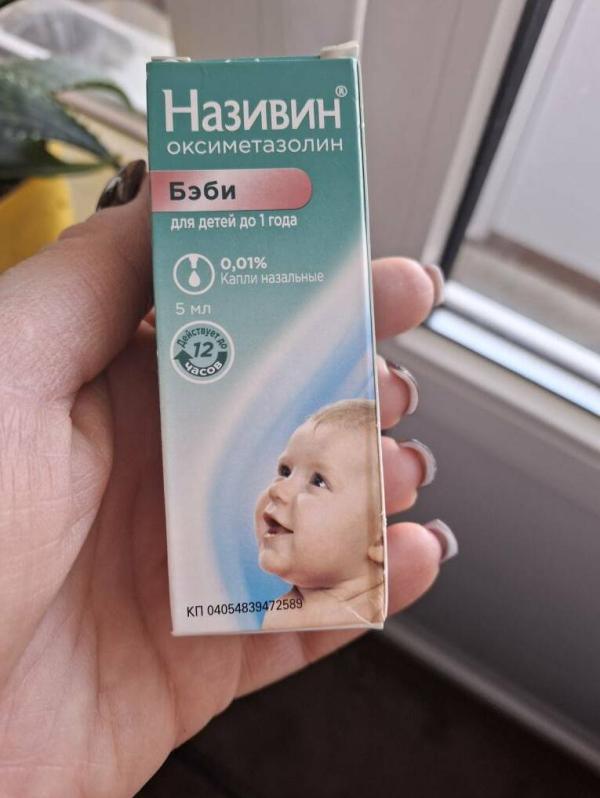 Називин®
оксиметазолин
Бэби
для детей до 1 года
0,01%
Капли назальные
5 мл
Действует до
12
часов
КП 04054839472589